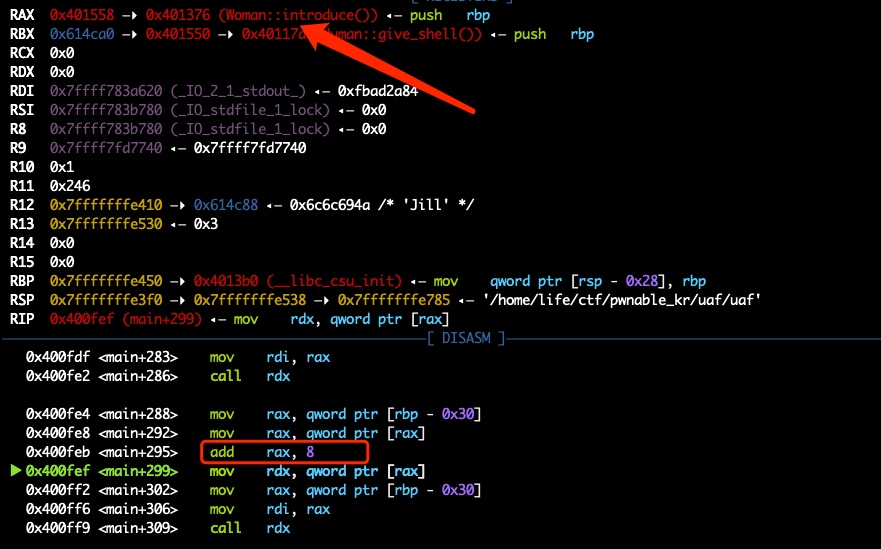 [ REGISTERS ]
RAX 0x401558 —▸ 0x401376 (Woman::introduce()) ◂— push rbp
RBX 0x614ca0 —▸ 0x401550 —▸ 0x40117a uman::give_shell()) ◂— push rbp
RCX 0x0
RDX 0x0
RDI 0x7ffff783a620 (_IO_2_1_stdout_) ◂— 0xfbad2a84
RSI 0x7ffff783b780 (_IO_stdfile_1_lock) ◂— 0x0
R8 0x7ffff783b780 (_IO_stdfile_1_lock) ◂— 0x0
R9 0x7ffff7fd7740 ◂— 0x7ffff7fd7740
R10 0x1
R11 0x246
R12 0x7fffffffe410 —▸ 0x614c88 ◂— 0x6c6c694a /* 'Jill' */
R13 0x7fffffffe530 ◂— 0x3
R14 0x0
R15 0x0
RBP 0x7fffffffe450 —▸ 0x4013b0 (__libc_csu_init) ◂— mov qword ptr [rsp - 0x28], rbp
RSP 0x7fffffffe3f0 —▸ 0x7fffffffe538 —▸ 0x7fffffffe785 ◂— '/home/life/ctf/pwnable_kr/uaf/uaf'
RIP 0x400fef (main+299) ◂— mov rdx, qword ptr [rax]
[ DISASM ]
0x400fdf <main+283> mov rdi, rax
0x400fe2 <main+286> call rdx
0x400fe4 <main+288> mov rax, qword ptr [rbp - 0x30]
0x400fe8 <main+292> mov rax, qword ptr [rax]
0x400feb <main+295> add rax, 8
► 0x400fef <main+299> mov rdx, qword ptr [rax]
0x400ff2 <main+302> mov rax, qword ptr [rbp - 0x30]
0x400ff6 <main+306> mov rdi, rax
0x400ff9 <main+309> call rdx